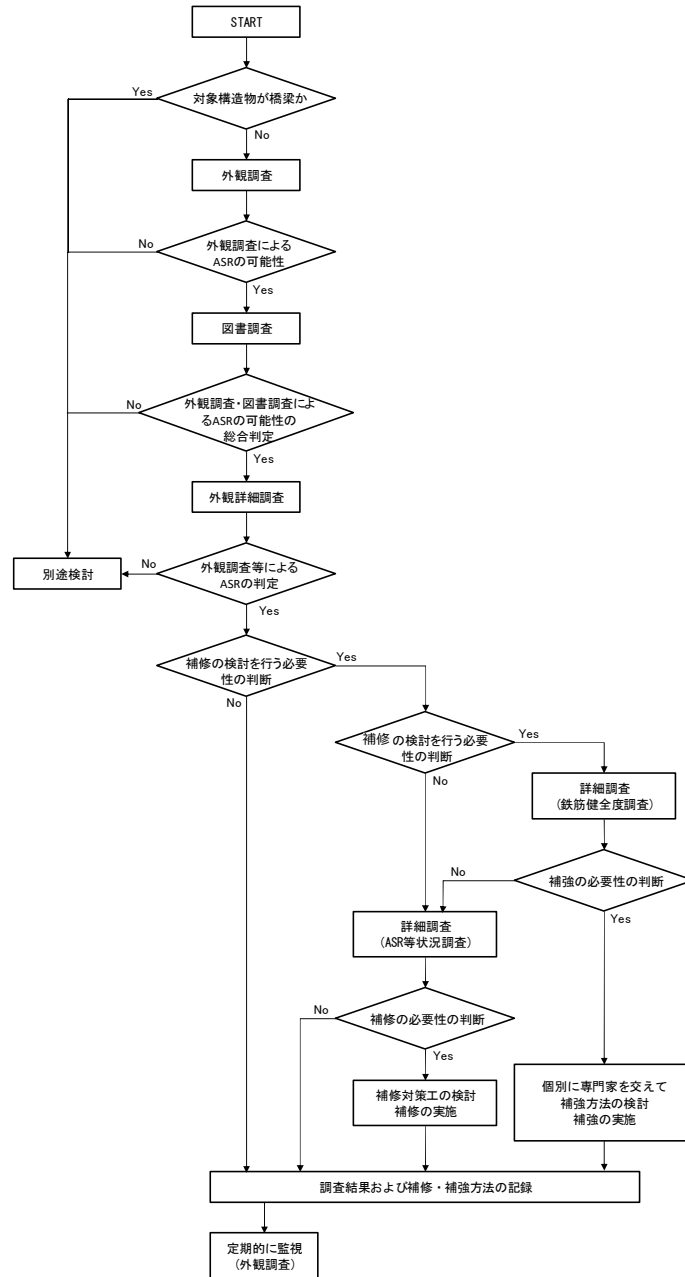 START
対象構造物が橋梁か
Yes
No
外観調査
外観調査による
ASRの可能性
No
Yes
図書調査
外観調査・図書調査によ
るASRの可能性の
総合判定
No
Yes
外観詳細調査
外観調査等による
ASRの判定
No
別途検討
Yes
補修の検討を行う必要
性の判断
Yes
No
補修の検討を行う必要
性の判断
Yes
No
詳細調査
(鉄筋健全度調査)
補強の必要性の判断
No
Yes
詳細調査
(ASR等状況調査)
補修の必要性の判断
No
Yes
補修対策工の検討
補修の実施
個別に専門家を交えて
補強方法の検討
補強の実施
調査結果および補修・補強方法の記録
定期的に監視
(外観調査)